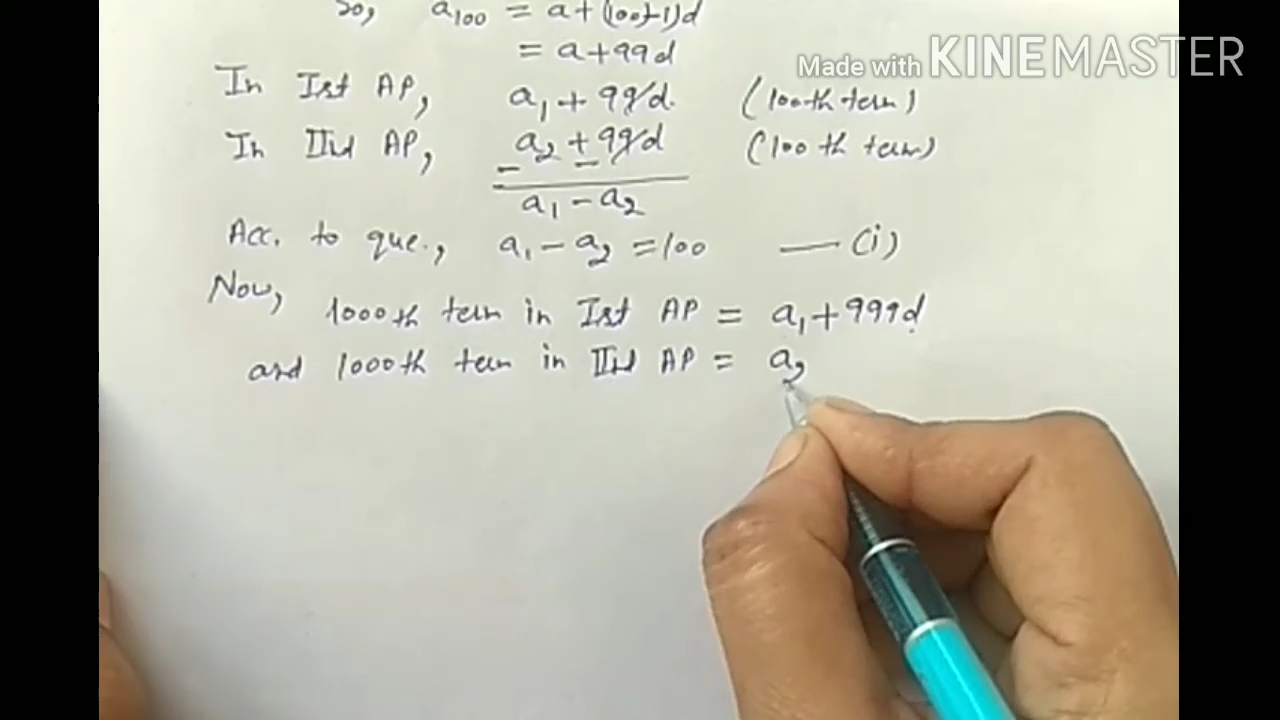 So, a100 = a+(100-1)d
= a+99d
Made with KINEMASTER
In Ist AP, a1 + 99d. (100th term)
In IInd AP, a2 + 99d (100th term)
- -
a1 - a2
Acc. to que., a1 - a2 = 100 —(i)
Now,
1000th term in Ist AP = a1 + 999d
and 1000th term in IInd AP = a2